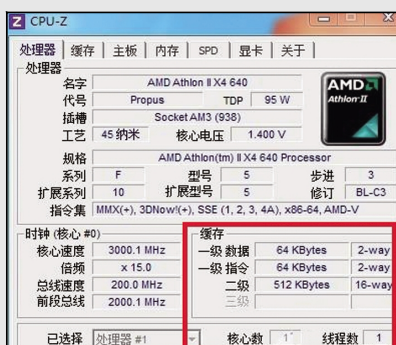 CPU-Z
处理器 缓存 主板 内存 SPD 显卡 关于
处理器
名字 AMD Athlon II X4 640
代号 Propus TDP 95 W
插槽 Socket AM3 (938)
工艺 45 纳米 核心电压 1.400 V
AMD
Athlon II
规格 AMD Athlon(tm) II X4 640 Processor
系列 F 型号 5 步进 3
扩展系列 10 扩展型号 5 修订 BL-C3
指令集 MMX(+), 3DNow!(+), SSE (1, 2, 3, 4A), x86-64, AMD-V
时钟 (核心 #0)
核心速度 3000.1 MHz
倍频 x 15.0
总线速度 200.0 MHz
前段总线 2000.1 MHz
缓存
一级 数据 64 KBytes 2-way
一级 指令 64 KBytes 2-way
二级 512 KBytes 16-way
三级
已选择 处理器 #1 核心数 1 线程数 1